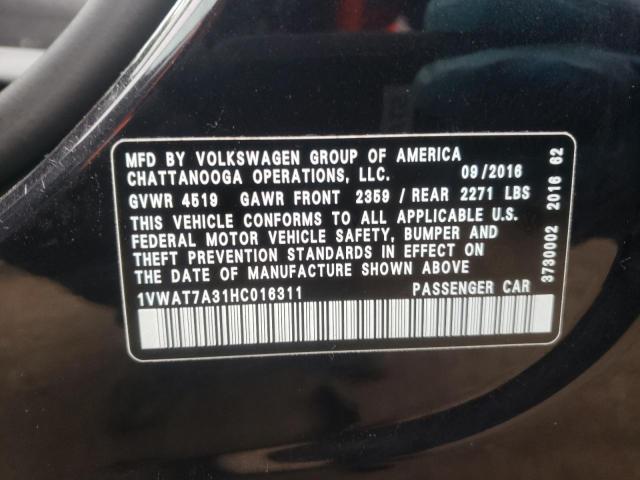 MFD BY VOLKSWAGEN GROUP OF AMERICA
CHATTANOOGA OPERATIONS, LLC. 09/2016
GVWR 4519 GAWR FRONT 2359 / REAR 2271 LBS
THIS VEHICLE CONFORMS TO ALL APPLICABLE U.S.
FEDERAL MOTOR VEHICLE SAFETY, BUMPER AND
THEFT PREVENTION STANDARDS IN EFFECT ON
THE DATE OF MANUFACTURE SHOWN ABOVE
1VWAT7A31HC016311 PASSENGER CAR
3730002 2016 62